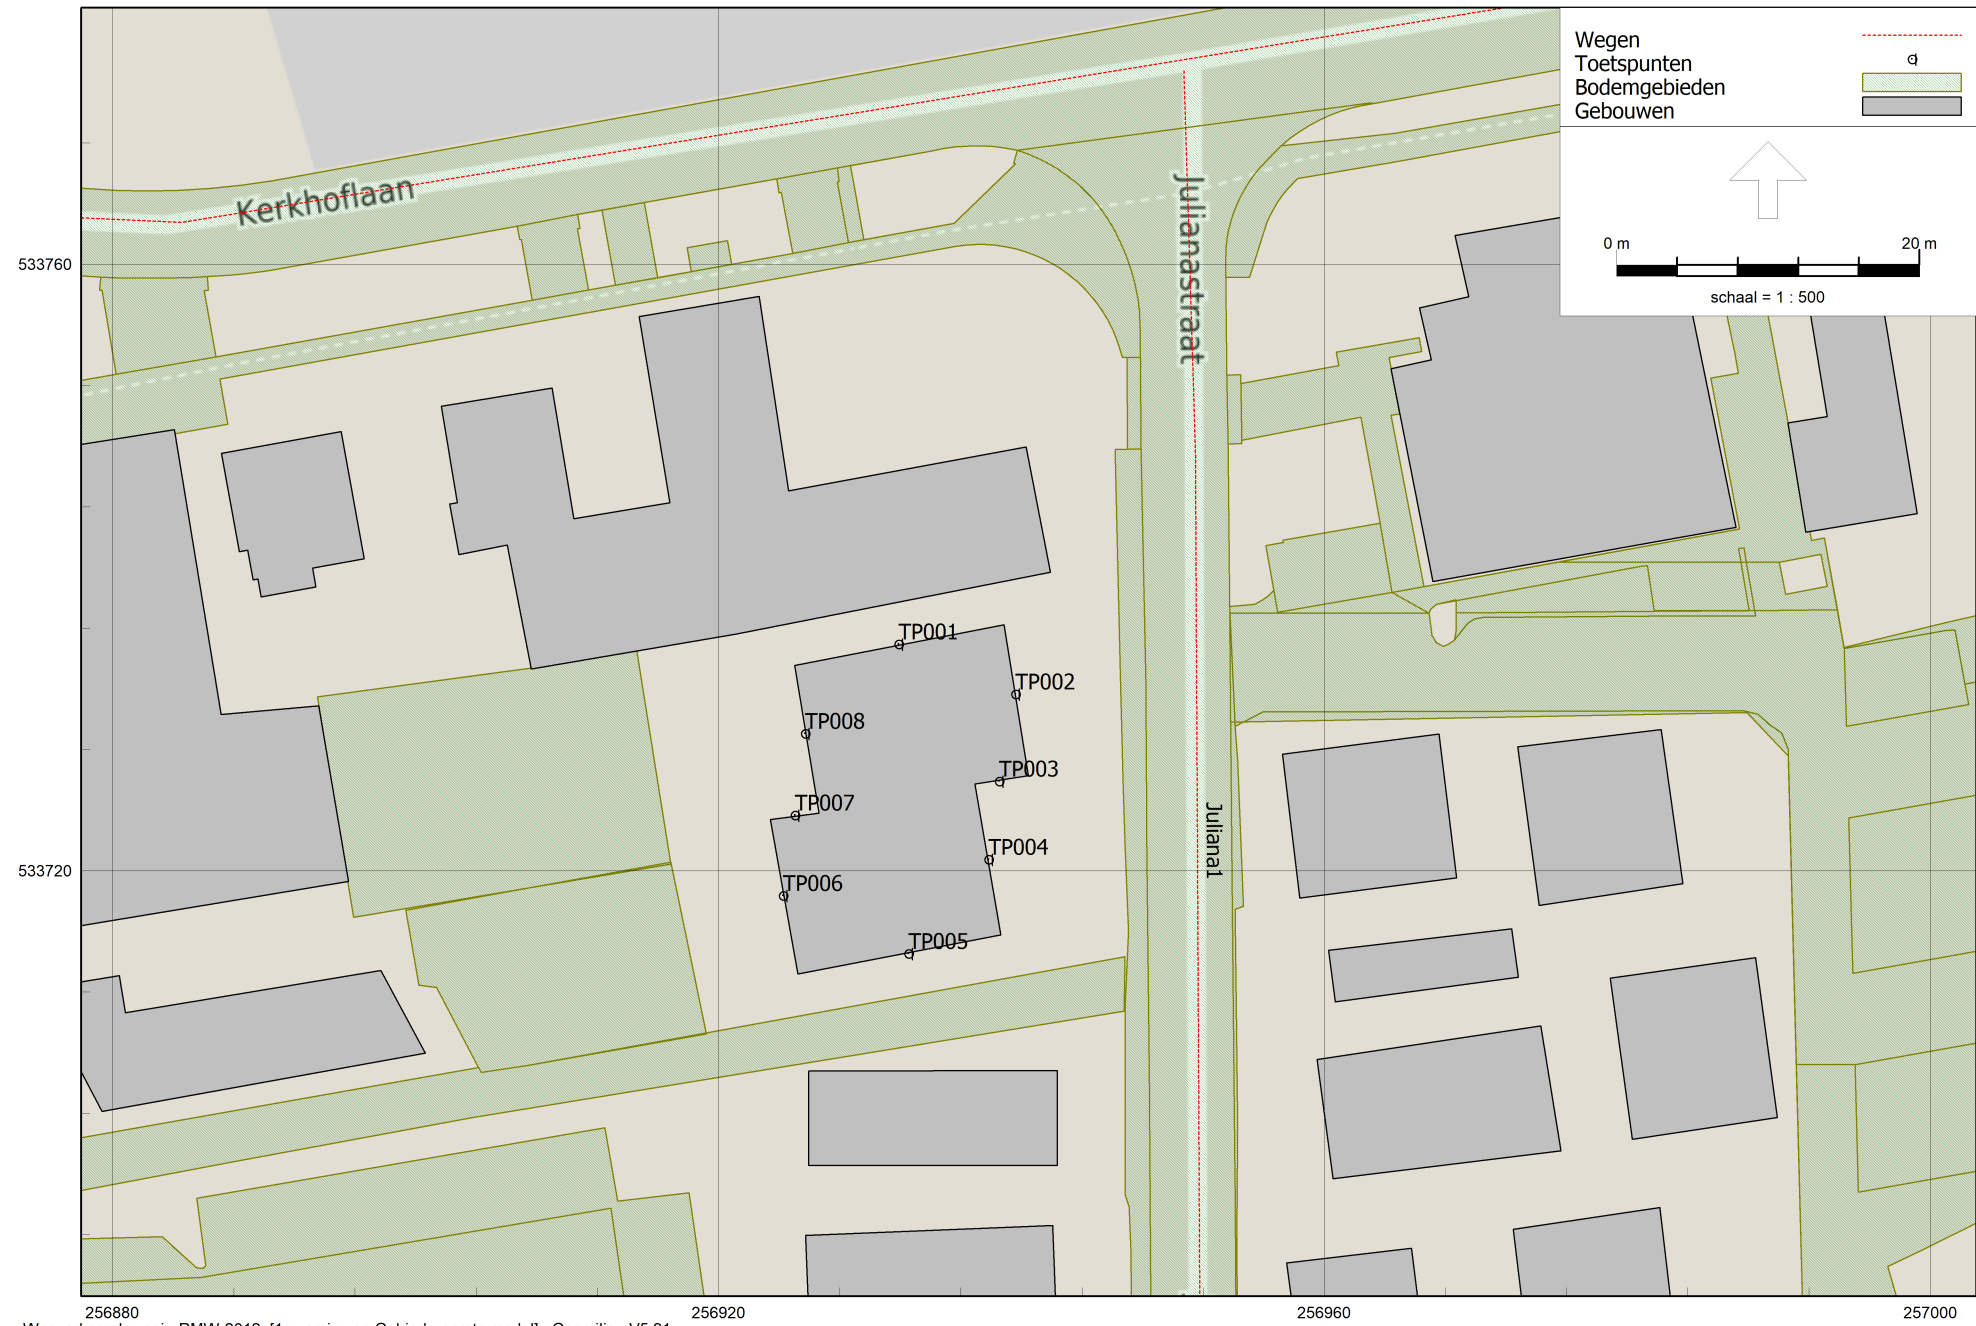 Wegen
Toetspunten
Bodemgebieden
Gebouwen
0 m 20 m
schaal = 1 : 500
Kerkhoflaan
Julianastraat
Juliana1
533760
533720
TP001
TP002
TP008
TP003
TP007
TP004
TP006
TP005
256880 256920 256960 257000